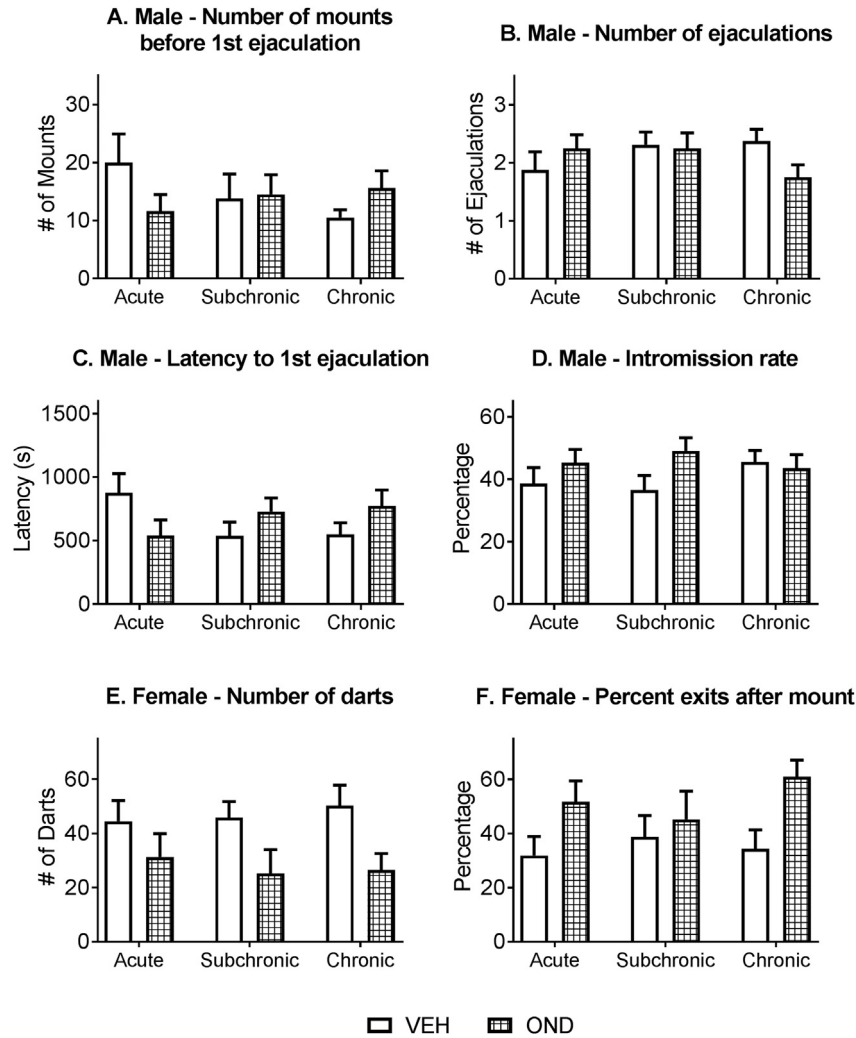 A. Male - Number of mounts
before 1st ejaculation
# of Mounts
30
20
10
0
Acute Subchronic Chronic
B. Male - Number of ejaculations
# of Ejaculations
3
2
1
0
Acute Subchronic Chronic
C. Male - Latency to 1st ejaculation
Latency (s)
1500
1000
500
0
Acute Subchronic Chronic
D. Male - Intromission rate
Percentage
60
40
20
0
Acute Subchronic Chronic
E. Female - Number of darts
# of Darts
60
40
20
0
Acute Subchronic Chronic
F. Female - Percent exits after mount
Percentage
60
40
20
0
Acute Subchronic Chronic
VEH OND